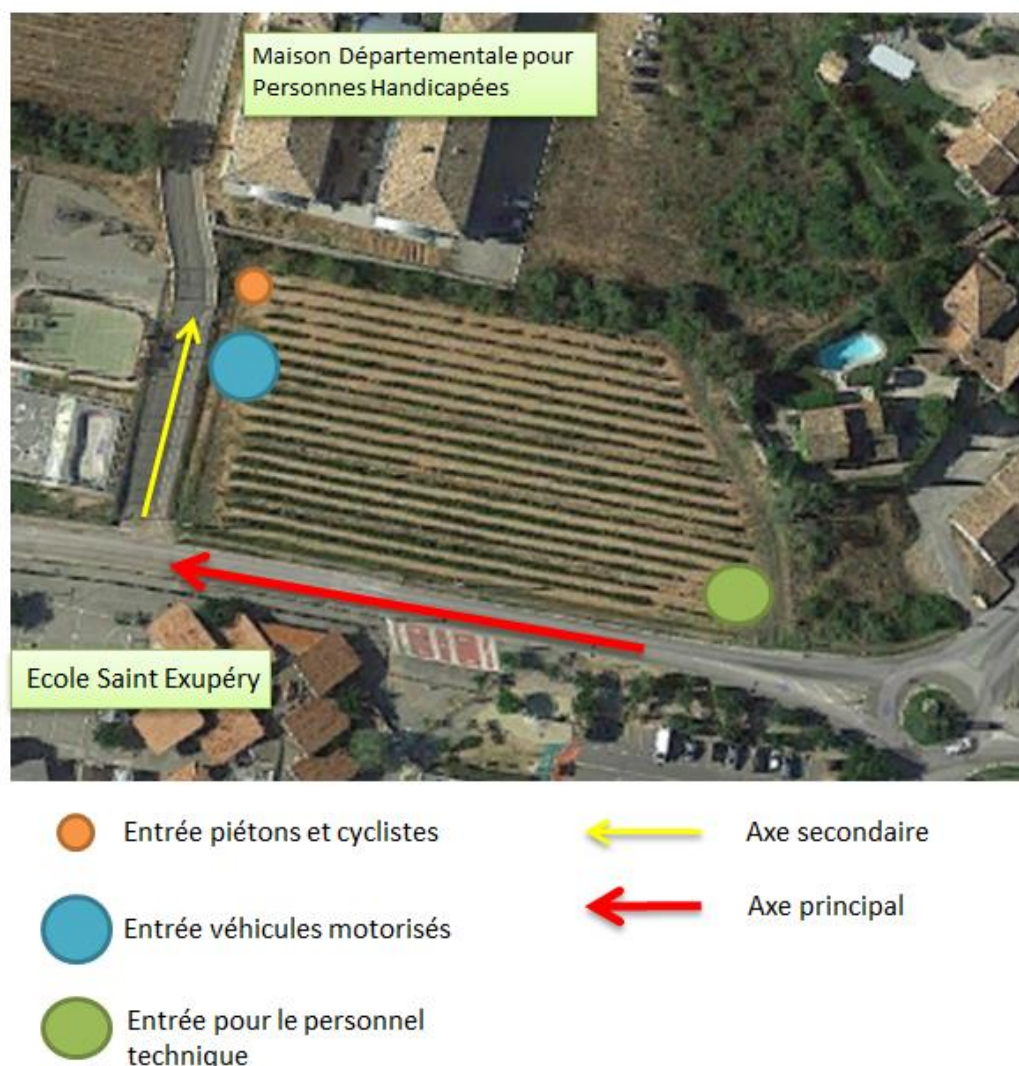 Maison Départementale pour
Personnes Handicapées
Ecole Saint Exupéry
Entrée piétons et cyclistes
Axe secondaire
Entrée véhicules motorisés
Axe principal
Entrée pour le personnel
technique